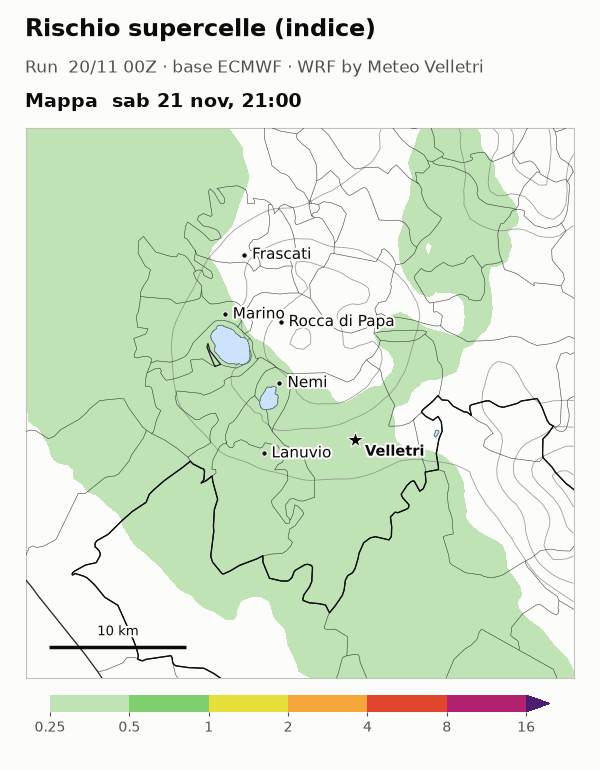 Rischio supercelle (indice)
Run  20/11 00Z · base ECMWF · WRF by Meteo Velletri
Mappa  sab 21 nov, 21:00
Frascati
Marino
Rocca di Papa
Nemi
Velletri
Lanuvio
10 km
0.25 0.5 1 2 4 8 16